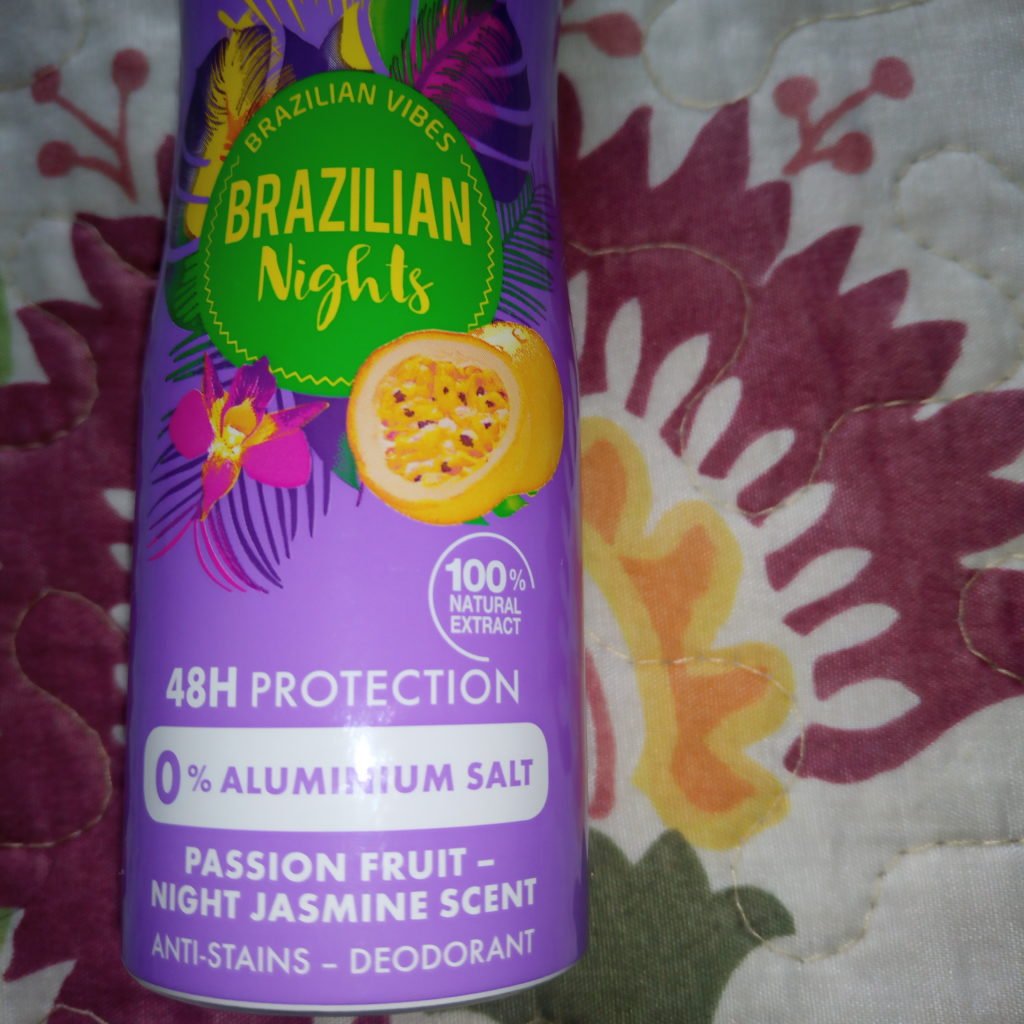 BRAZILIAN VIBES
BRAZILIAN
Nights
100%
NATURAL
EXTRACT
48H PROTECTION
0% ALUMINIUM SALT
PASSION FRUIT –
NIGHT JASMINE SCENT
ANTI-STAINS – DEODORANT